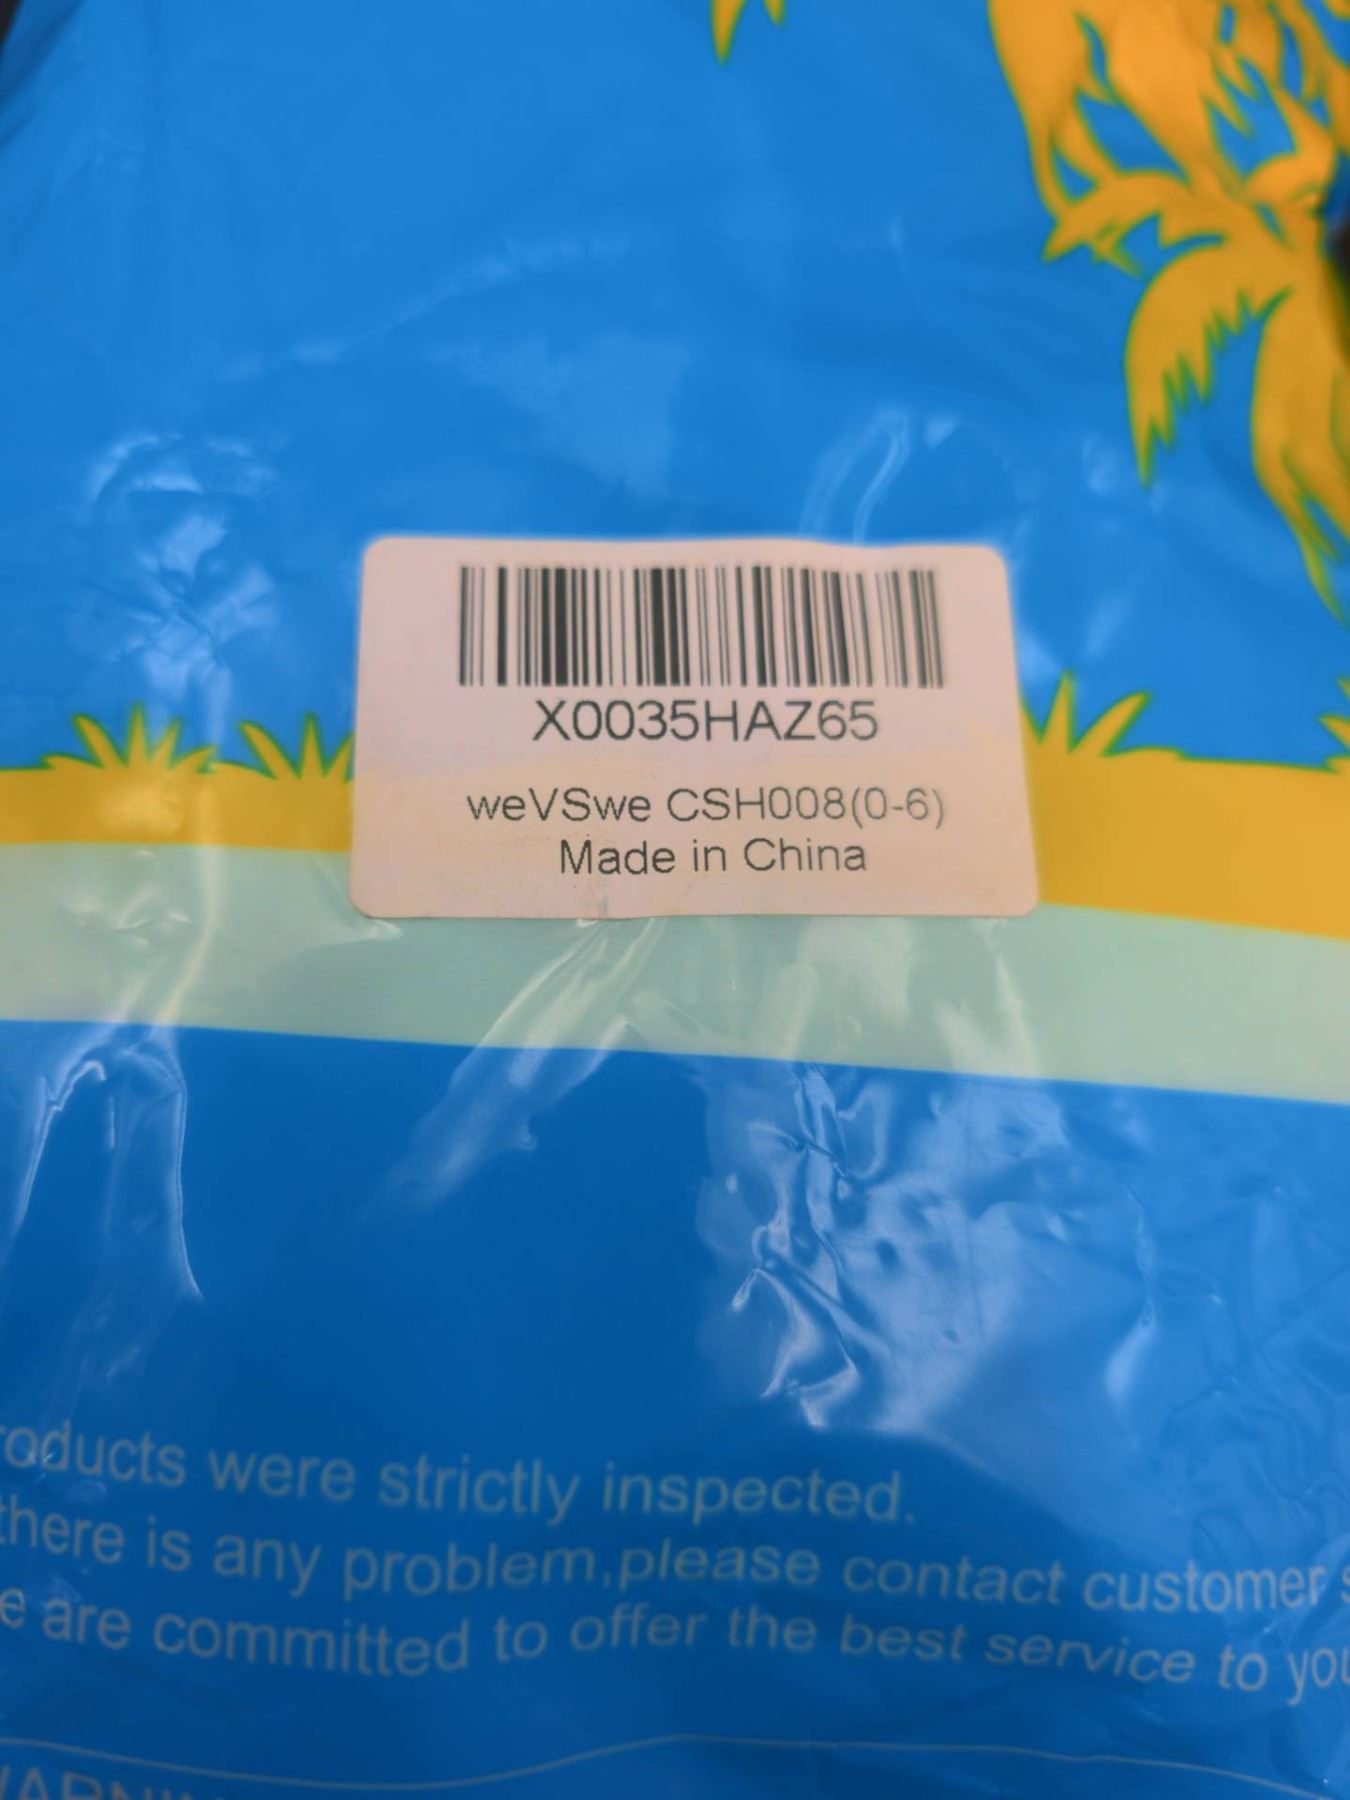 X0035HAZ65
weVSwe CSH008(0-6)
Made in China
oducts were strictly inspected.
there is any problem,please contact customer
e are committed to offer the best service to you